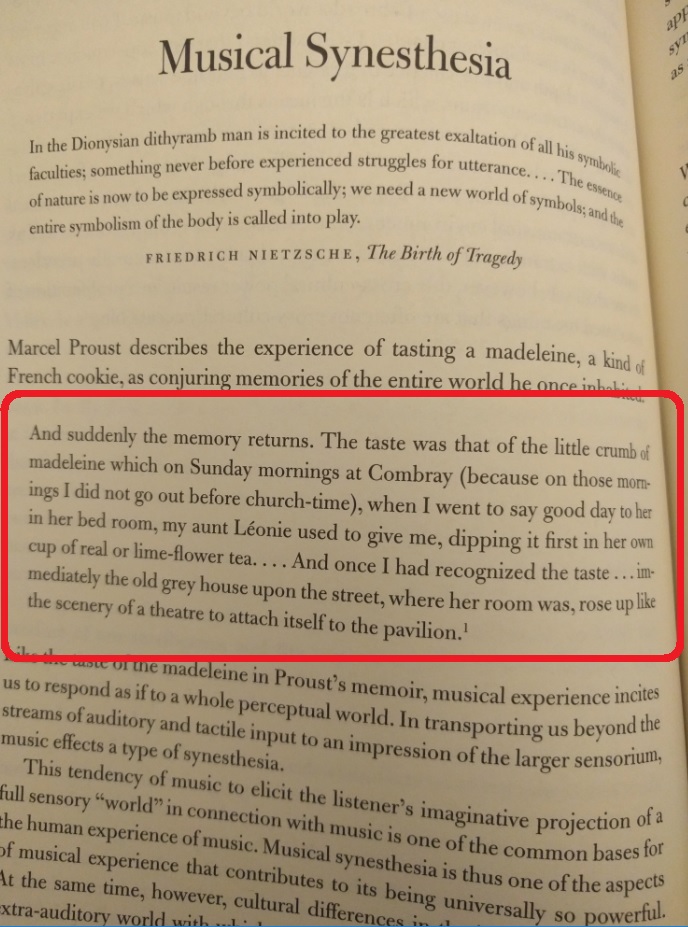 Musical Synesthesia
In the Dionysian dithyramb man is incited to the greatest exaltation of all his symbolic
faculties; something never before experienced struggles for utterance. . . . The essence
of nature is now to be expressed symbolically; we need a new world of symbols; and the
entire symbolism of the body is called into play.
FRIEDRICH NIETZSCHE, The Birth of Tragedy
Marcel Proust describes the experience of tasting a madeleine, a kind of
French cookie, as conjuring memories of the entire world he once inhabited.
And suddenly the memory returns. The taste was that of the little crumb of
madeleine which on Sunday mornings at Combray (because on those morn-
ings I did not go out before church-time), when I went to say good day to her
in her bed room, my aunt Léonie used to give me, dipping it first in her own
cup of real or lime-flower tea. . . . And once I had recognized the taste . . . im-
mediately the old grey house upon the street, where her room was, rose up like
the scenery of a theatre to attach itself to the pavilion.¹
Like the taste of the madeleine in Proust's memoir, musical experience incites
us to respond as if to a whole perceptual world. In transporting us beyond the
streams of auditory and tactile input to an impression of the larger sensorium,
music effects a type of synesthesia.
This tendency of music to elicit the listener's imaginative projection of a
full sensory "world" in connection with music is one of the common bases for
the human experience of music. Musical synesthesia is thus one of the aspects
of musical experience that contributes to its being universally so powerful.
At the same time, however, cultural differences in
extra-auditory world with
as